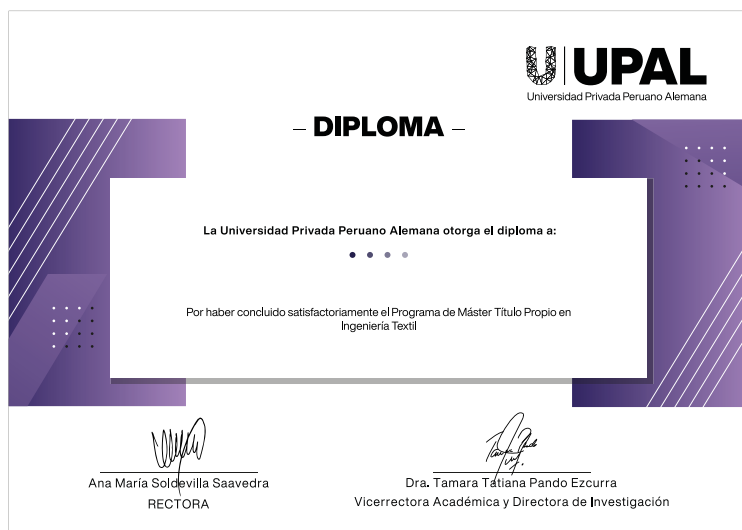 UPAL
Universidad Privada Peruano Alemana
– DIPLOMA –
La Universidad Privada Peruano Alemana otorga el diploma a:
Por haber concluido satisfactoriamente el Programa de Máster Título Propio en
Ingeniería Textil
Ana María Soldevilla Saavedra
RECTORA
Dra. Tamara Tatiana Pando Ezcurra
Vicerrectora Académica y Directora de Investigación